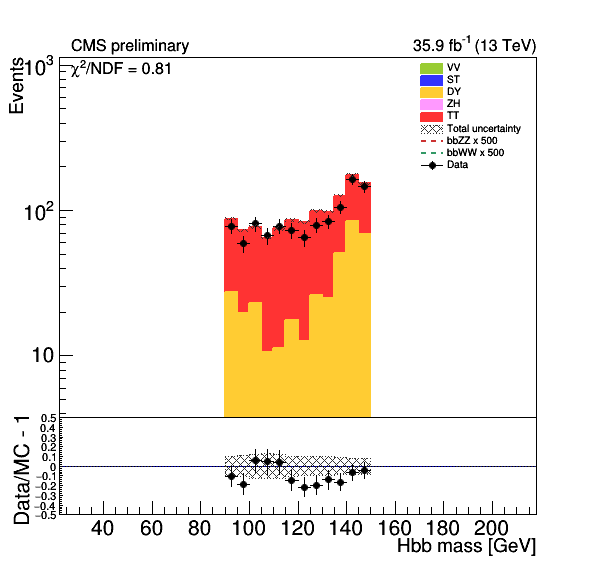 CMS preliminary
35.9 fb⁻¹ (13 TeV)
χ²/NDF = 0.81
Events
10³
10²
10
VV
ST
DY
ZH
TT
Total uncertainty
bbZZ x 500
bbWW x 500
Data
Data/MC - 1
0.5
0.4
0.3
0.2
0.1
0
−0.1
−0.2
−0.3
−0.4
−0.5
40 60 80 100 120 140 160 180 200
Hbb mass [GeV]